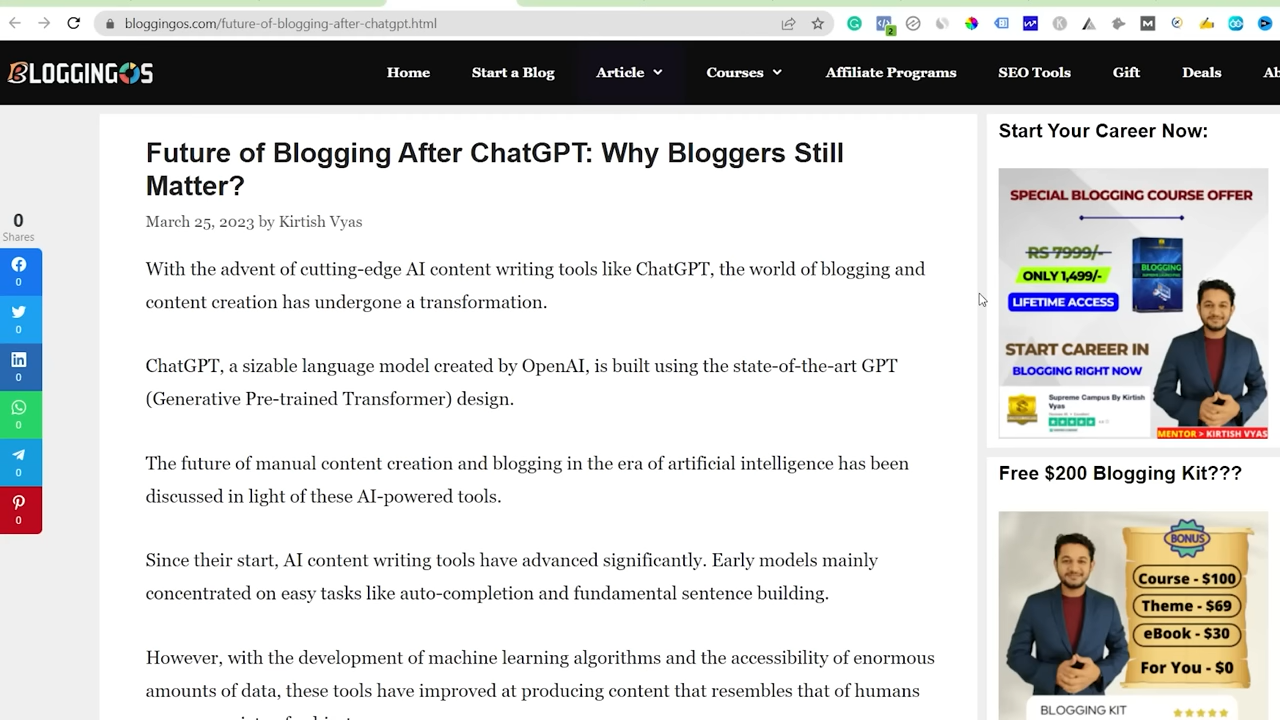 bloggingos.com/future-of-blogging-after-chatgpt.html
2
BLOGGINGOS
Home
Start a Blog
Article
Courses
Affiliate Programs
SEO Tools
Gift
Deals
Future of Blogging After ChatGPT: Why Bloggers Still
Matter?
March 25, 2023 by Kirtish Vyas
With the advent of cutting-edge AI content writing tools like ChatGPT, the world of blogging and
content creation has undergone a transformation.
ChatGPT, a sizable language model created by OpenAI, is built using the state-of-the-art GPT
(Generative Pre-trained Transformer) design.
The future of manual content creation and blogging in the era of artificial intelligence has been
discussed in light of these AI-powered tools.
Since their start, AI content writing tools have advanced significantly. Early models mainly
concentrated on easy tasks like auto-completion and fundamental sentence building.
However, with the development of machine learning algorithms and the accessibility of enormous
amounts of data, these tools have improved at producing content that resembles that of humans
0
Shares
0
0
0
0
0
0
Start Your Career Now:
SPECIAL BLOGGING COURSE OFFER
RS 7999/-
ONLY 1,499/-
LIFETIME ACCESS
BLOGGING
START CAREER IN
BLOGGING RIGHT NOW
Supreme Campus By Kirtish
Vyas
MENTOR > KIRTISH VYAS
Free $200 Blogging Kit???
BONUS
Course - $100
Theme - $69
eBook - $30
For You - $0
BLOGGING KIT